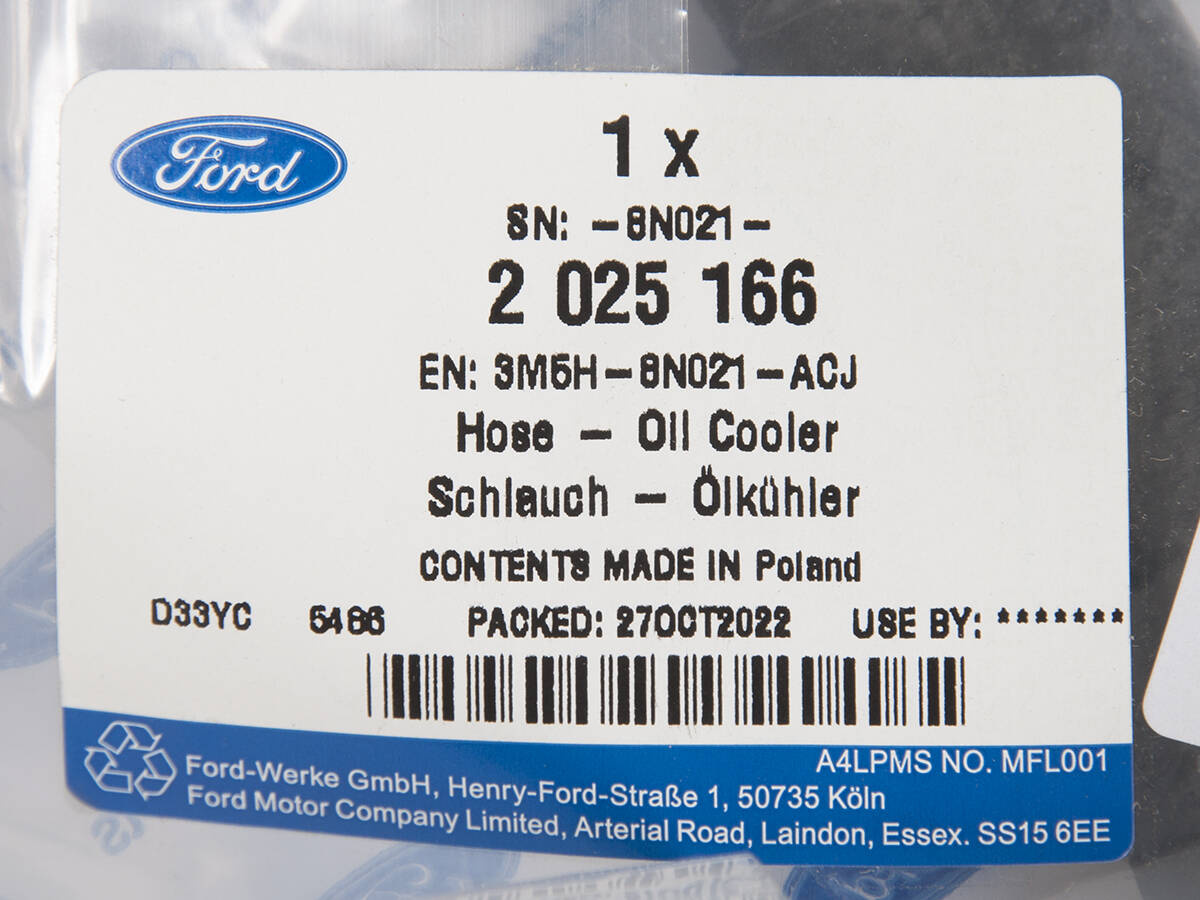 Ford
1 x
SN: -8N021-
2 025 166
EN: 3M5H-8N021-ACJ
Hose - Oil Cooler
Schlauch - Ölkühler
CONTENTS MADE IN Poland
D33YC 5466 PACKED: 27OCT2022 USE BY: *******
A4LPMS NO. MFL001
Ford-Werke GmbH, Henry-Ford-Straße 1, 50735 Köln
Ford Motor Company Limited, Arterial Road, Laindon, Essex. SS15 6EE